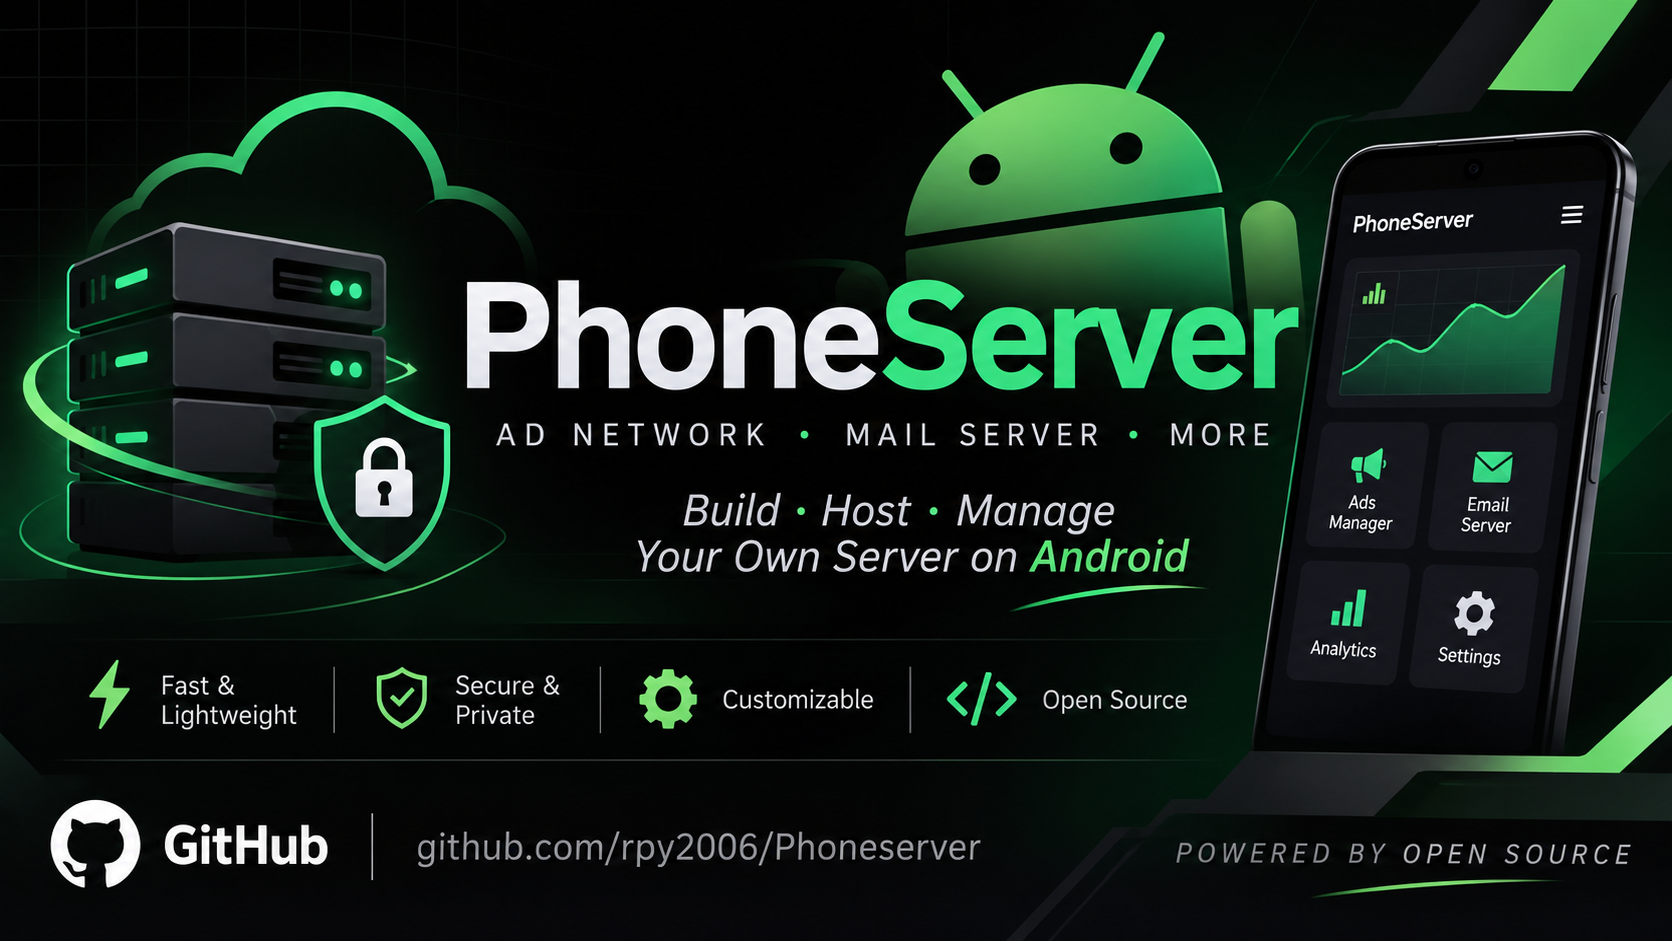 PhoneServer
AD NETWORK • MAIL SERVER • MORE
Build • Host • Manage
Your Own Server on Android
PhoneServer
Ads
Manager
Email
Server
Analytics
Settings
Fast &
Lightweight
Secure &
Private
Customizable
Open Source
GitHub
github.com/rpy2006/Phoneserver
POWERED BY OPEN SOURCE